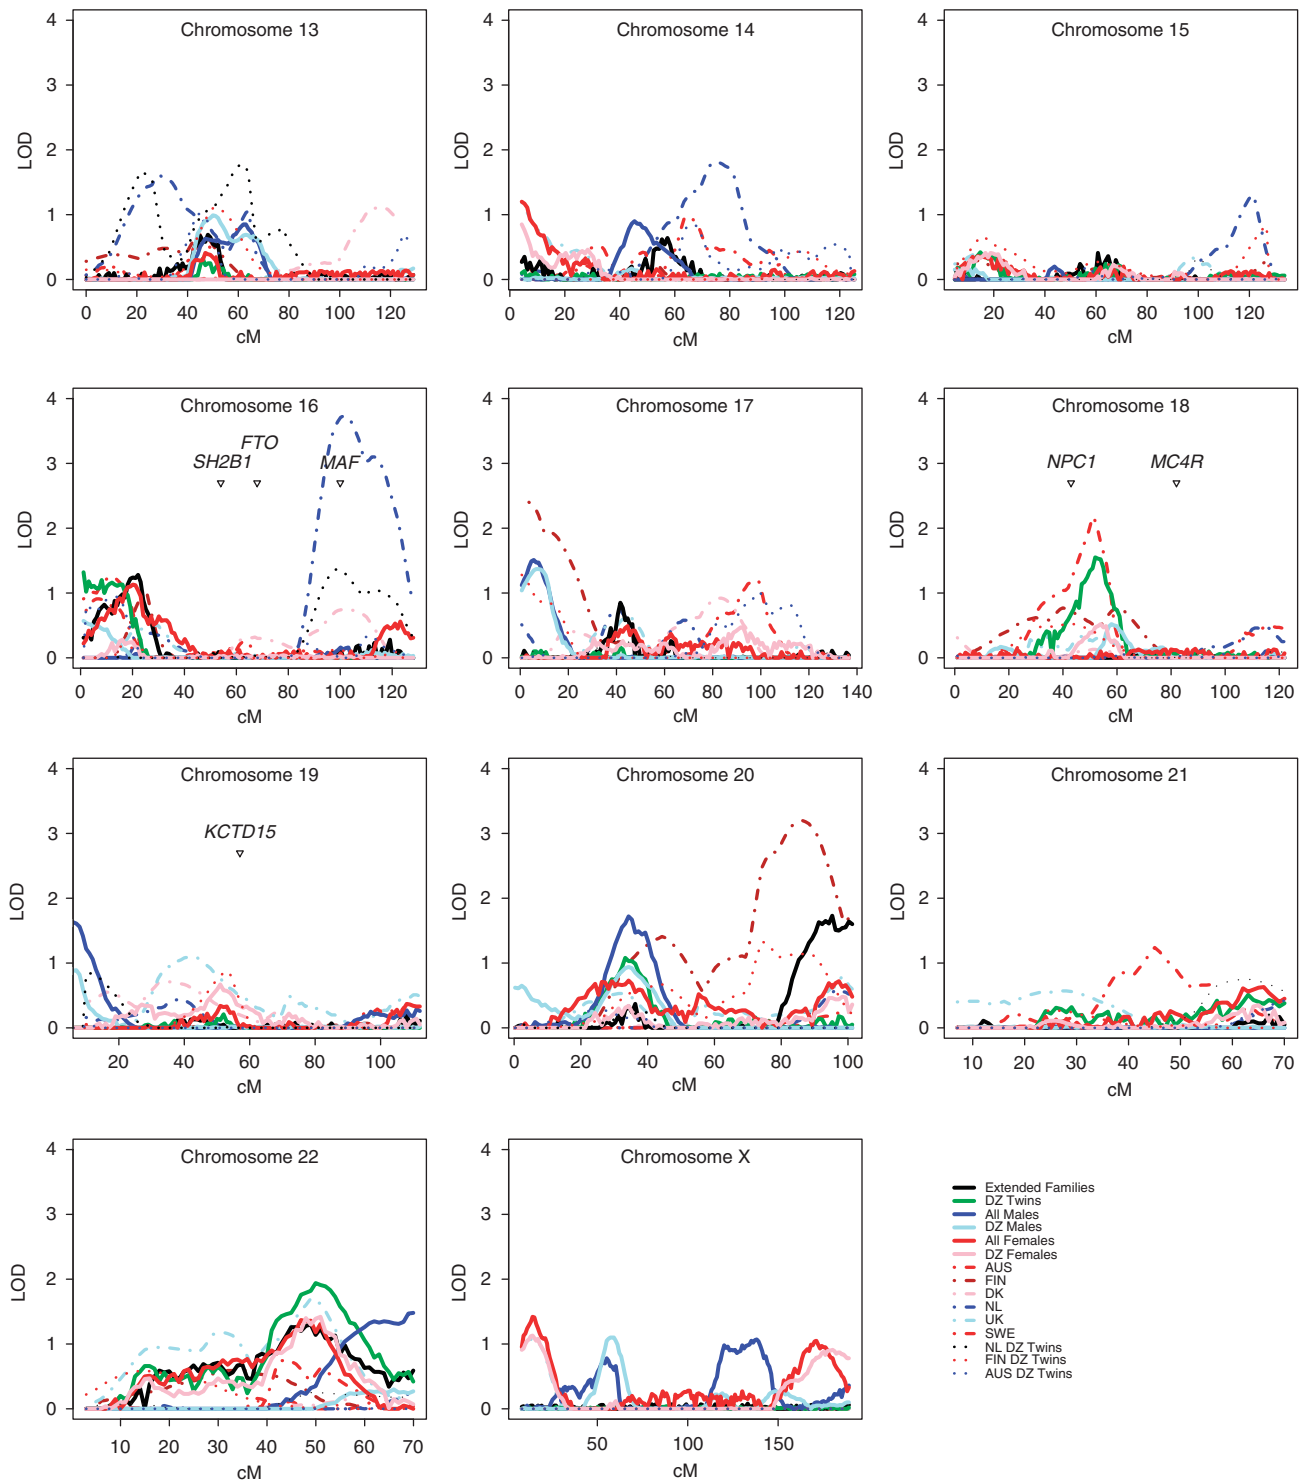 Chromosome 13
LOD
4
3
2
1
0
0 20 40 60 80 100 120
cM
Chromosome 14
LOD
4
3
2
1
0
0 20 40 60 80 100 120
cM
Chromosome 15
LOD
4
3
2
1
0
20 40 60 80 100 120
cM
Chromosome 16
FTO
SH2B1
MAF
LOD
4
3
2
1
0
0 20 40 60 80 100 120
cM
Chromosome 17
LOD
4
3
2
1
0
0 20 40 60 80 100 120 140
cM
Chromosome 18
NPC1 MC4R
LOD
4
3
2
1
0
0 20 40 60 80 100 120
cM
Chromosome 19
KCTD15
LOD
4
3
2
1
0
20 40 60 80 100
cM
Chromosome 20
LOD
4
3
2
1
0
0 20 40 60 80 100
cM
Chromosome 21
LOD
4
3
2
1
0
10 20 30 40 50 60 70
cM
Chromosome 22
LOD
4
3
2
1
0
10 20 30 40 50 60 70
cM
Chromosome X
LOD
4
3
2
1
0
50 100 150
cM
Extended Families
DZ Twins
All Males
DZ Males
All Females
DZ Females
AUS
FIN
DK
NL
UK
SWE
NL DZ Twins
FIN DZ Twins
AUS DZ Twins